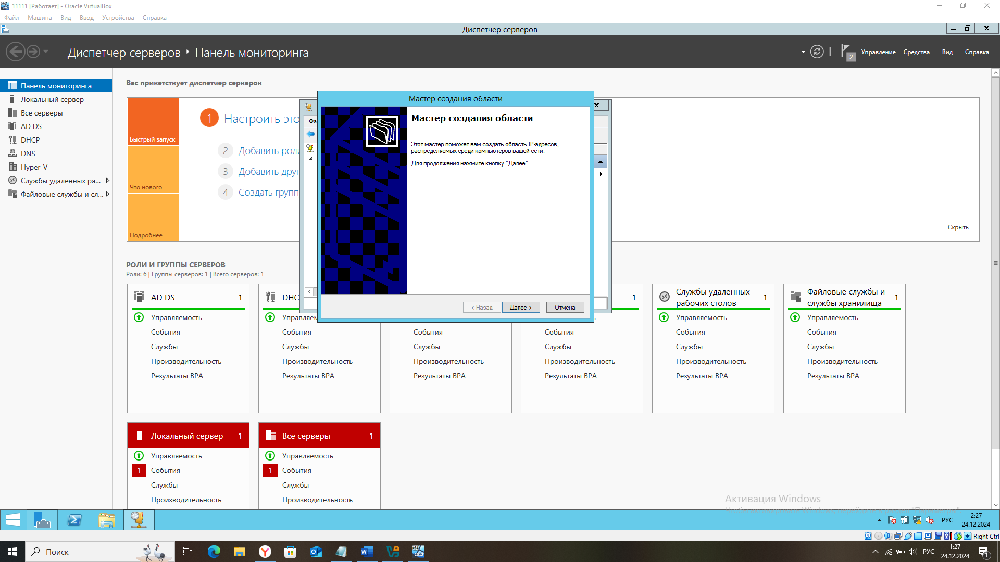 11111 [Работает] - Oracle VirtualBox
Файл Машина Вид Ввод Устройства Справка
Диспетчер серверов
Диспетчер серверов Панель мониторинга
2 Управление Средства Вид Справка
Панель мониторинга
Локальный сервер
Все серверы
AD DS
DHCP
DNS
Hyper-V
Службы удаленных ра...
Файловые службы и сл...
Вас приветствует диспетчер серверов
Быстрый запуск
Что нового
Подробнее
1 Настроить это
2 Добавить роли
3 Добавить друг
4 Создать группу
Скрыть
Фа
Мастер создания области
Мастер создания области
Этот мастер поможет вам создать область IP-адресов,
распределяемых среди компьютеров вашей сети.
Для продолжения нажмите кнопку "Далее".
< Назад Далее > Отмена
РОЛИ И ГРУППЫ СЕРВЕРОВ
Роли: 6 | Группы серверов: 1 | Всего серверов: 1
AD DS 1
Управляемость
События
Службы
Производительность
Результаты BPA
DHC
Управляем
События
Службы
Производительность
Результаты BPA
События
Службы
Производительность
Результаты BPA
1
События
Службы
Производительность
Результаты BPA
Службы удаленных
рабочих столов 1
Управляемость
События
Службы
Производительность
Результаты BPA
Файловые службы и
службы хранилища 1
Управляемость
События
Службы
Производительность
Результаты BPA
Локальный сервер 1
Управляемость
1 События
Службы
Производительность
Все серверы 1
Управляемость
1 События
Службы
Производительность
Активация Windows
РУС
2:27
24.12.2024
Right Ctrl
Поиск
РУС
1:27
24.12.2024
1